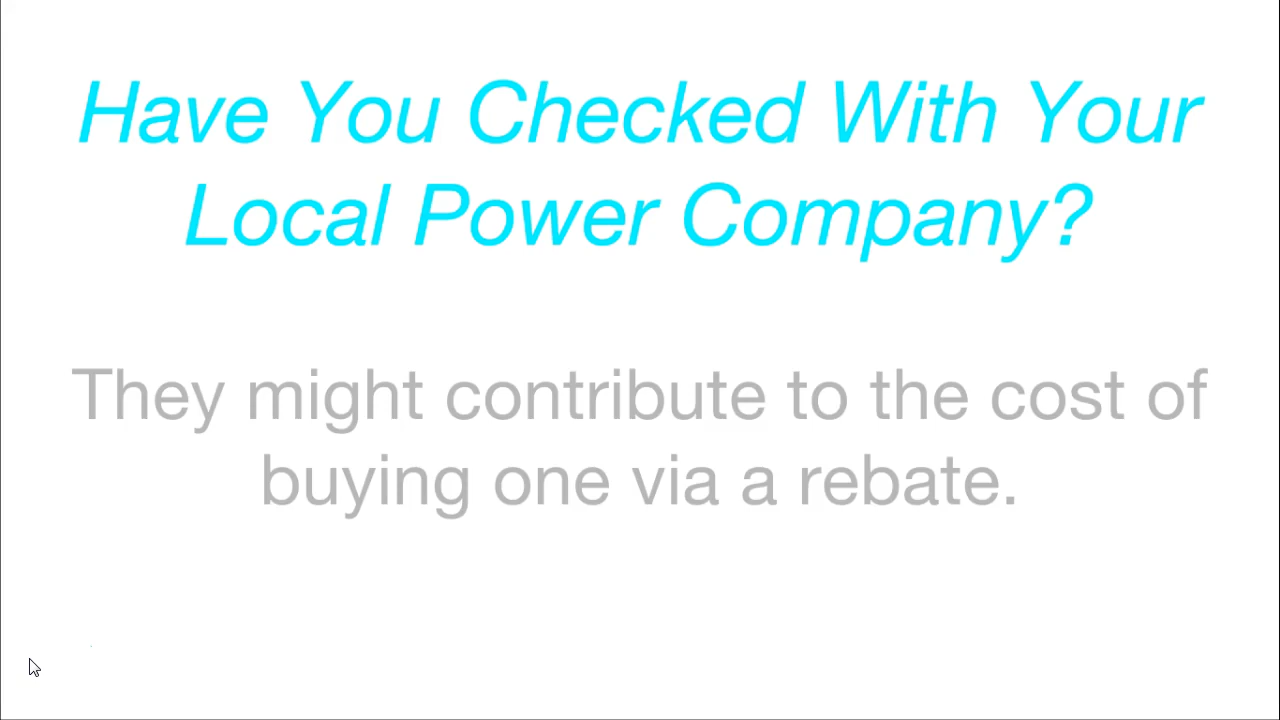 Have You Checked With Your
Local Power Company?
They might contribute to the cost of
buying one via a rebate.